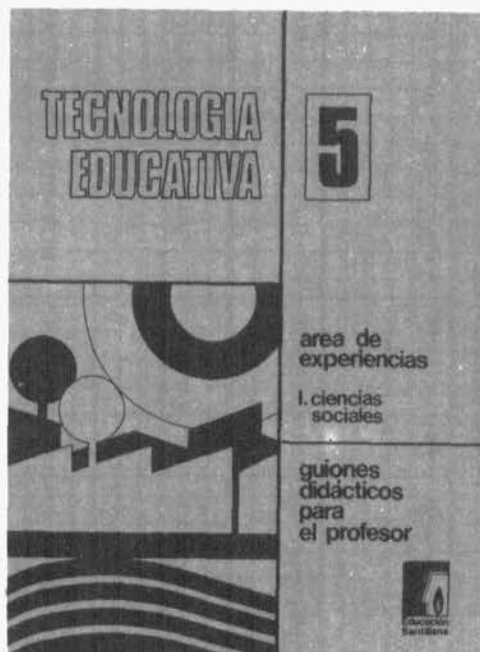 TECNOLOGIA
EDUCATIVA
5
area de
experiencias
I. ciencias
sociales
guiones
didácticos
para
el profesor
Educación
Santillana